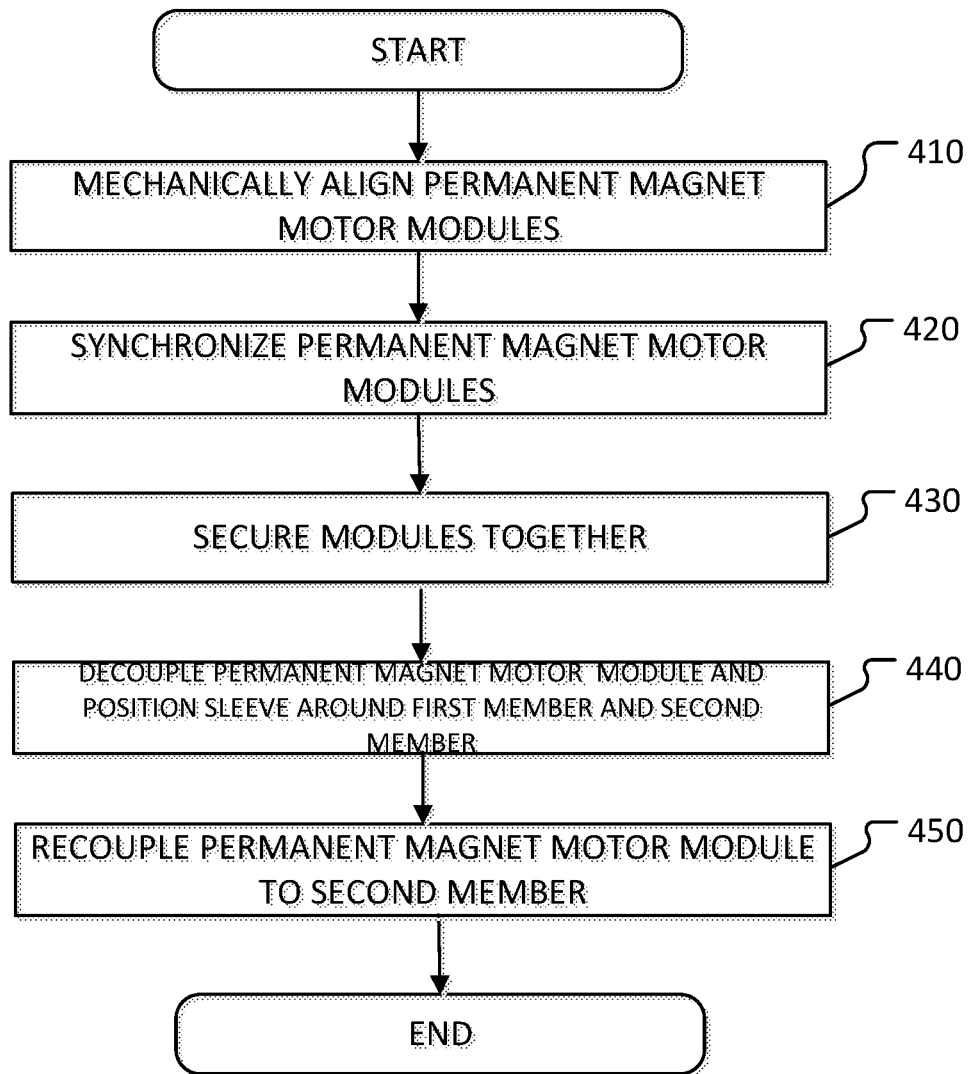 START
410
MECHANICALLY ALIGN PERMANENT MAGNET
MOTOR MODULES
420
SYNCHRONIZE PERMANENT MAGNET MOTOR
MODULES
430
SECURE MODULES TOGETHER
440
DECOUPLE PERMANENT MAGNET MOTOR MODULE AND
POSITION SLEEVE AROUND FIRST MEMBER AND SECOND
MEMBER
450
RECOUPLE PERMANENT MAGNET MOTOR MODULE
TO SECOND MEMBER
END